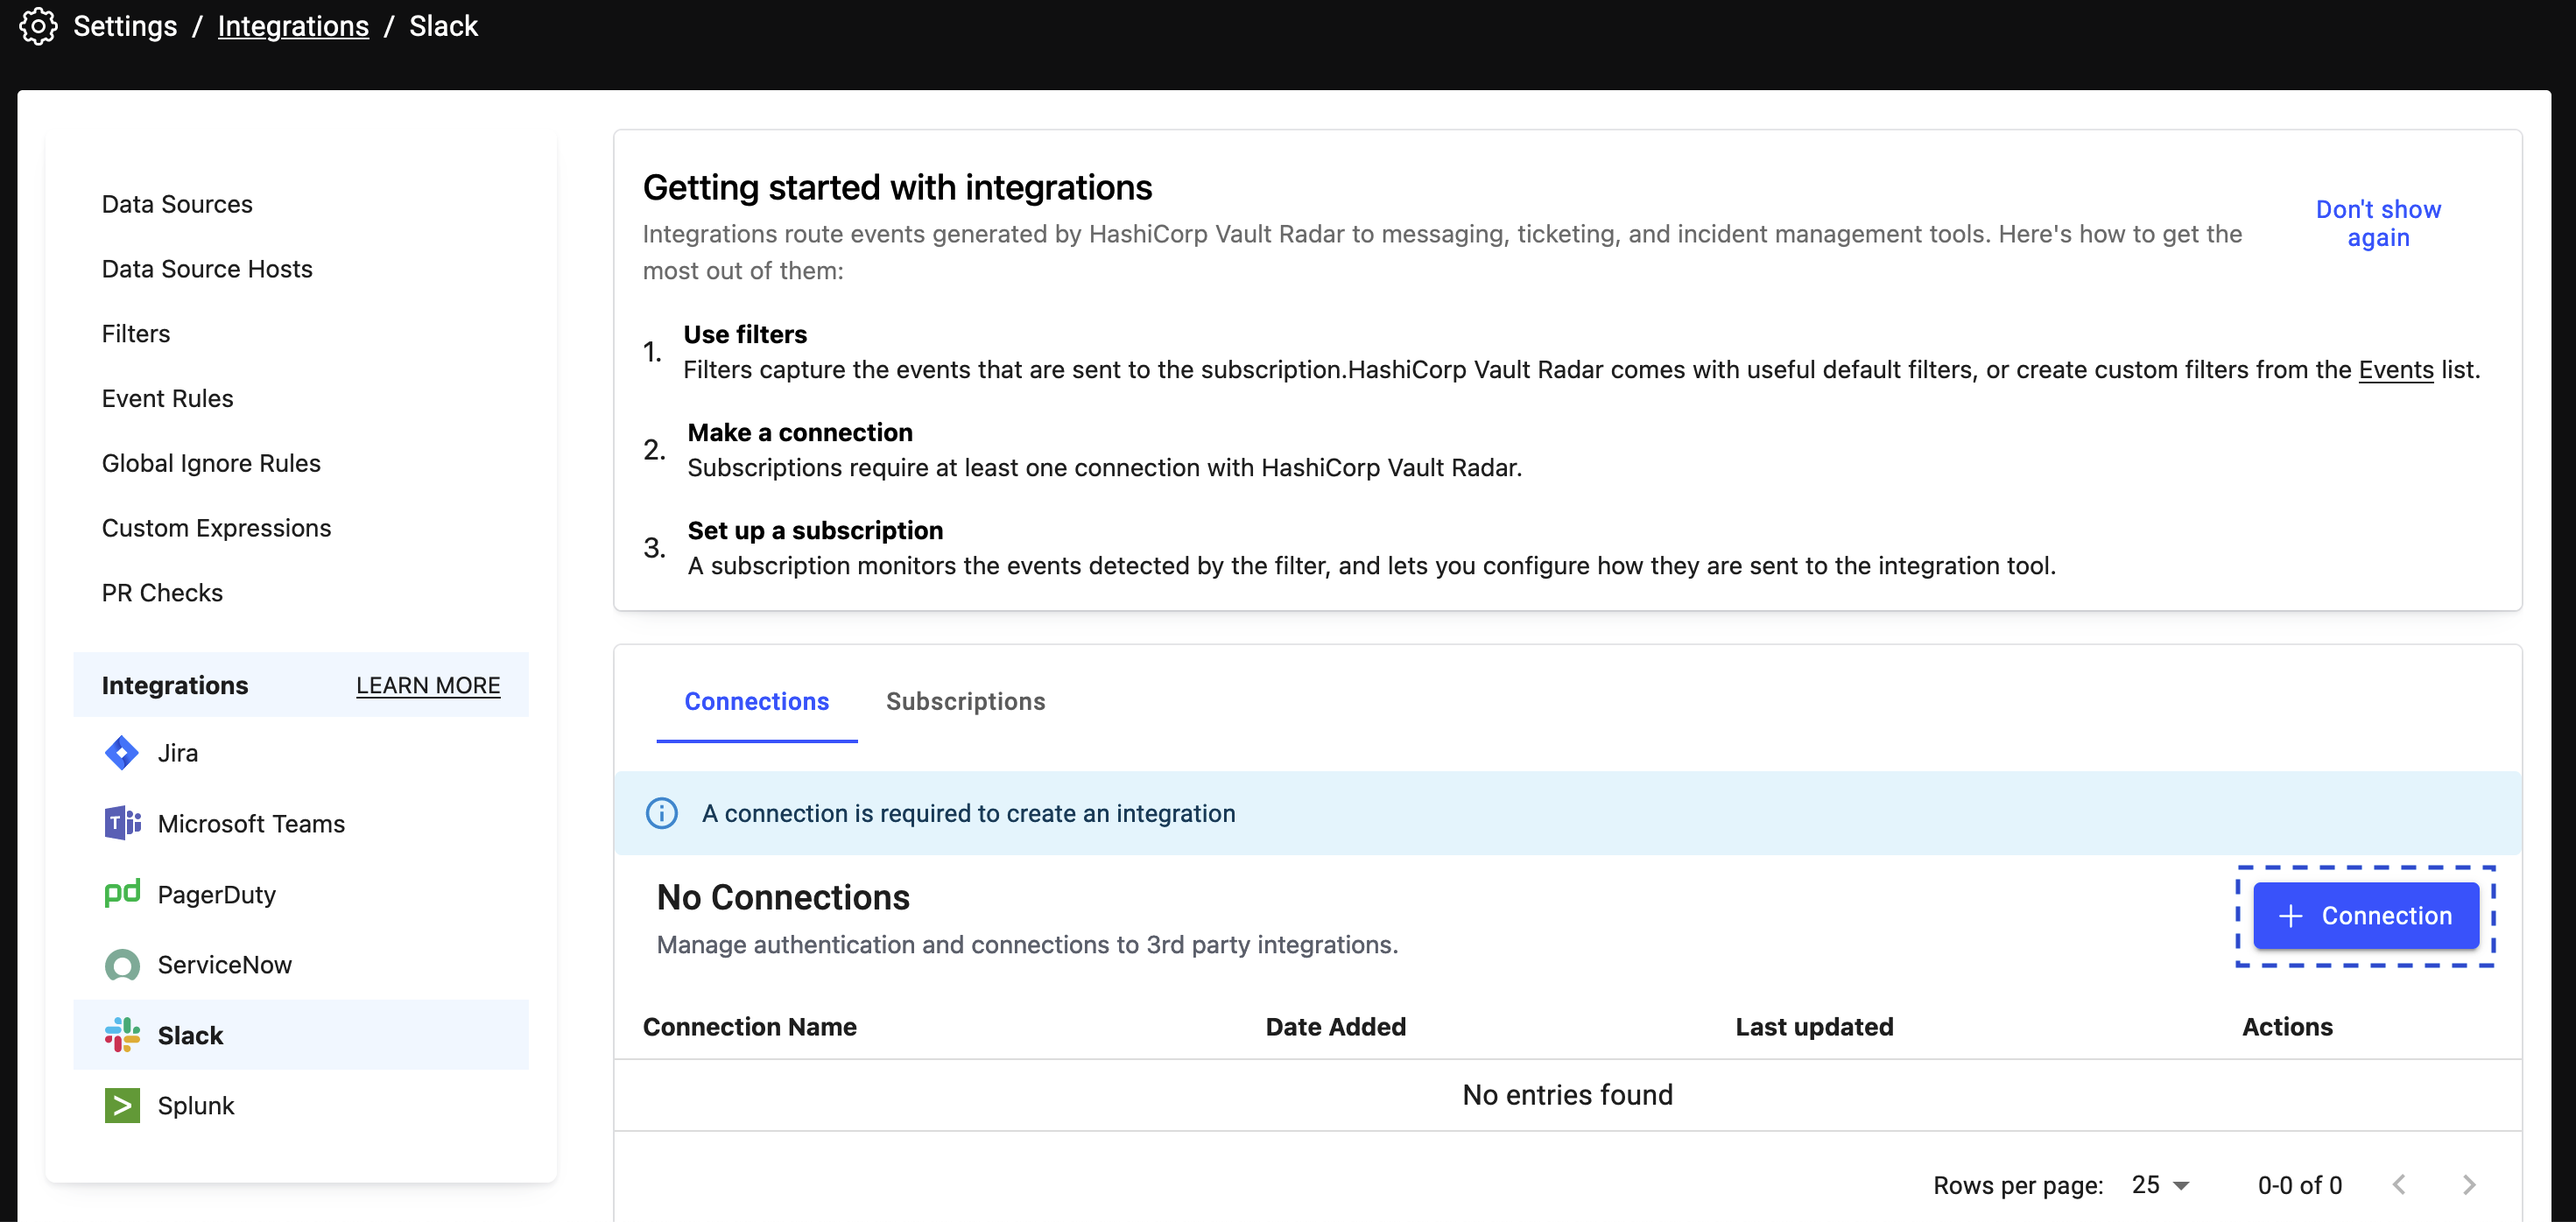 Settings / Integrations / Slack
Data Sources
Data Source Hosts
Filters
Event Rules
Global Ignore Rules
Custom Expressions
PR Checks
Integrations LEARN MORE
Jira
Microsoft Teams
PagerDuty
ServiceNow
Slack
Splunk
Getting started with integrations
Integrations route events generated by HashiCorp Vault Radar to messaging, ticketing, and incident management tools. Here's how to get the
most out of them:
Don't show
again
1. Use filters
Filters capture the events that are sent to the subscription.HashiCorp Vault Radar comes with useful default filters, or create custom filters from the Events list.
2. Make a connection
Subscriptions require at least one connection with HashiCorp Vault Radar.
3. Set up a subscription
A subscription monitors the events detected by the filter, and lets you configure how they are sent to the integration tool.
Connections Subscriptions
A connection is required to create an integration
No Connections
Manage authentication and connections to 3rd party integrations.
+ Connection
Connection Name Date Added Last updated Actions
No entries found
Rows per page: 25 0-0 of 0